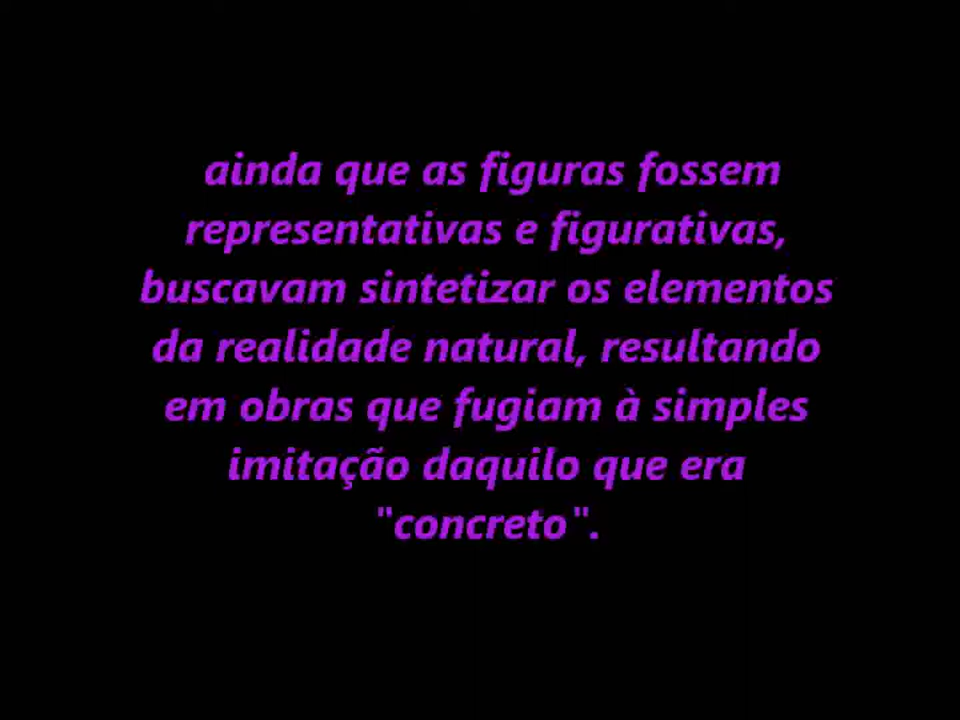 ainda que as figuras fossem
representativas e figurativas,
buscavam sintetizar os elementos
da realidade natural, resultando
em obras que fugiam à simples
imitação daquilo que era
"concreto".